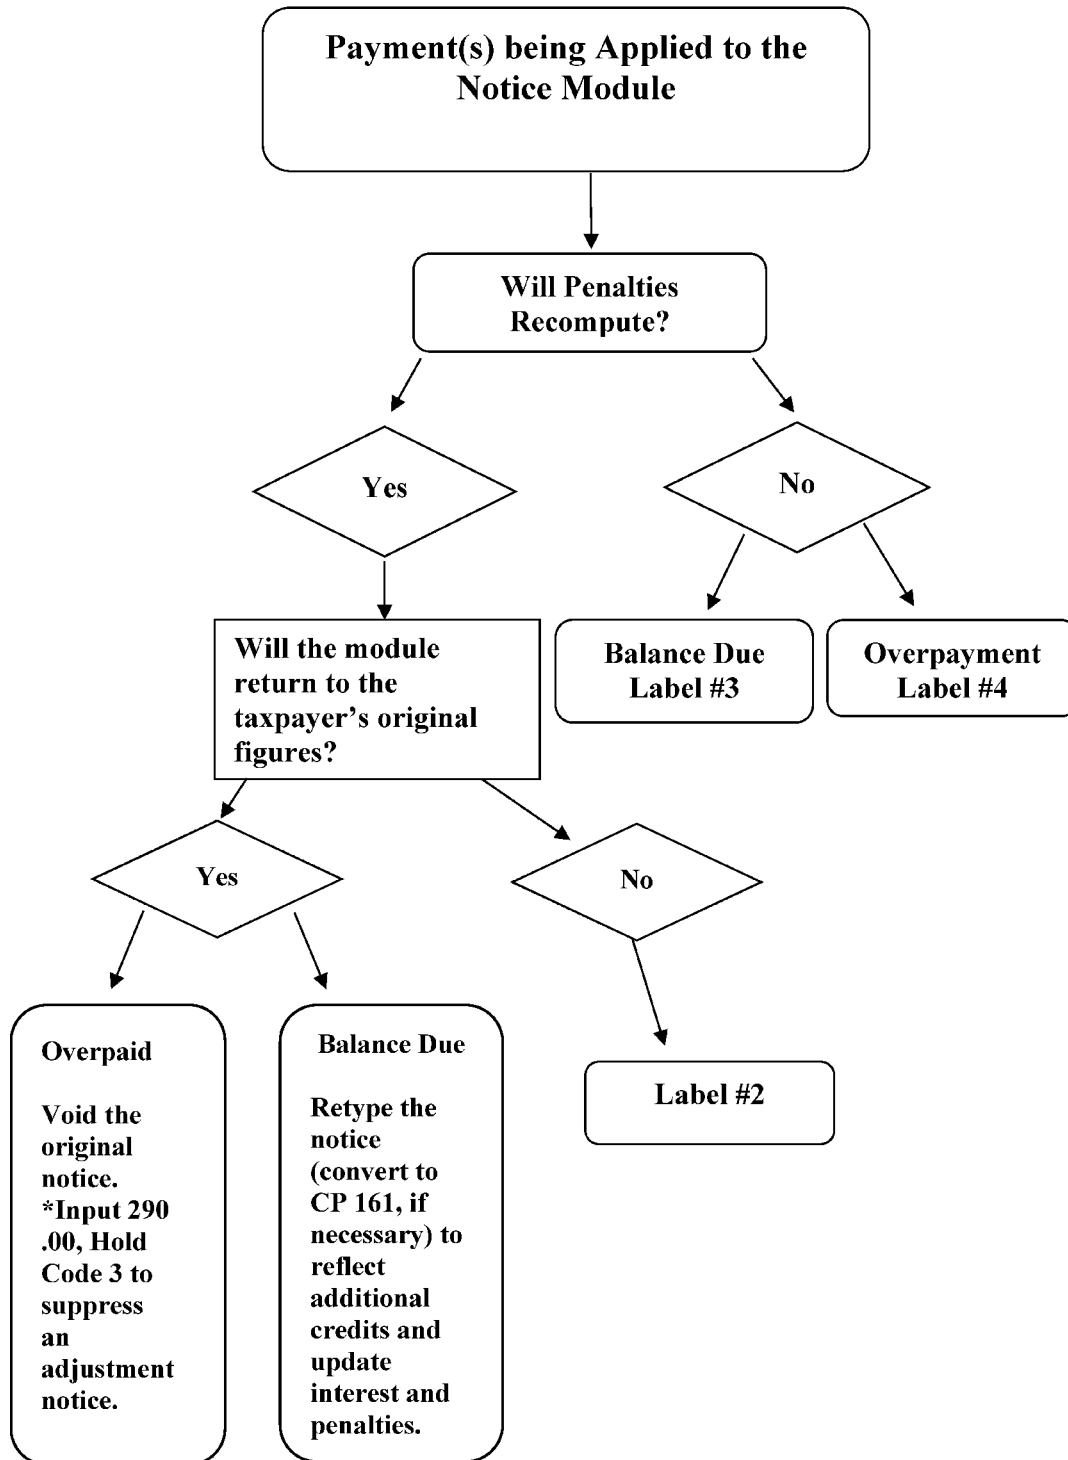 Payment(s) being Applied to the
Notice Module
Will Penalties
Recompute?
Yes
No
Will the module
return to the
taxpayer’s original
figures?
Balance Due
Label #3
Overpayment
Label #4
Yes
No
Overpaid
Void the
original
notice.
*Input 290
.00, Hold
Code 3 to
suppress
an
adjustment
notice.
Balance Due
Retype the
notice
(convert to
CP 161, if
necessary) to
reflect
additional
credits and
update
interest and
penalties.
Label #2